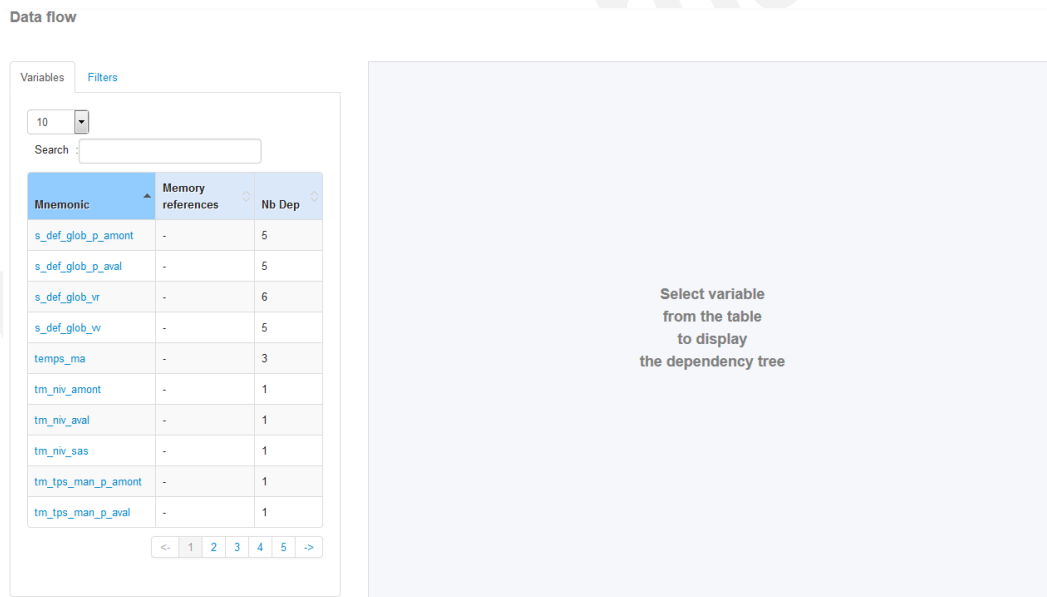 Data flow
Variables Filters
10
Search :
Mnemonic Memory references Nb Dep
s_def_glob_p_amont - 5
s_def_glob_p_aval - 5
s_def_glob_vr - 6
s_def_glob_vv - 5
temps_ma - 3
tm_niv_amont - 1
tm_niv_aval - 1
tm_niv_sas - 1
tm_tps_man_p_amont - 1
tm_tps_man_p_aval - 1
<- 1 2 3 4 5 ->
Select variable
from the table
to display
the dependency tree